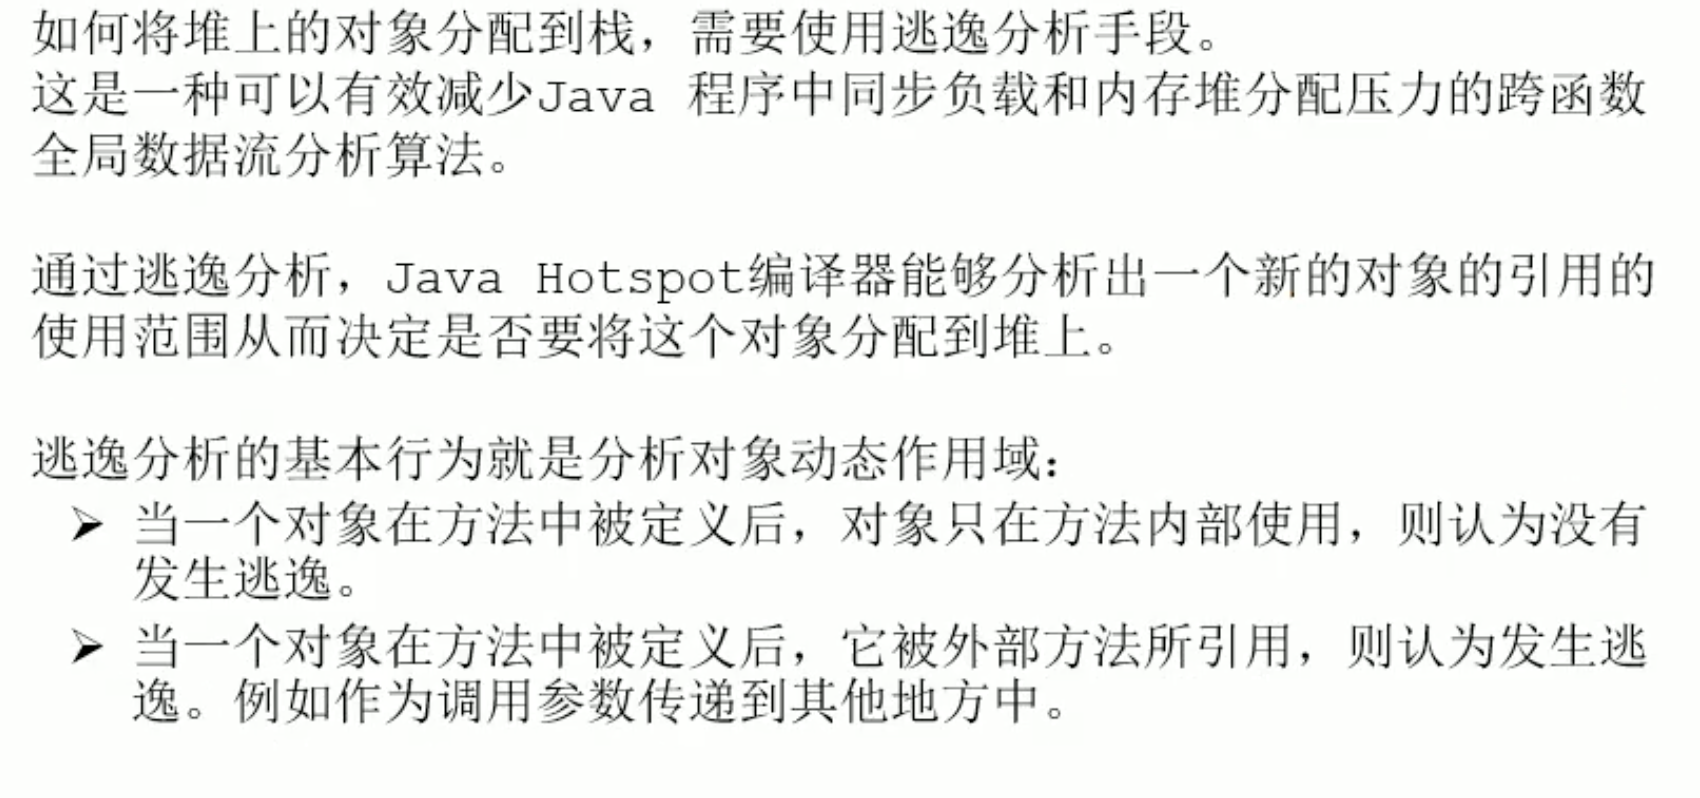 如何将堆上的对象分配到栈，需要使用逃逸分析手段。
这是一种可以有效减少Java 程序中同步负载和内存堆分配压力的跨函数
全局数据流分析算法。
通过逃逸分析，Java Hotspot编译器能够分析出一个新的对象的引用的
使用范围从而决定是否要将这个对象分配到堆上。
逃逸分析的基本行为就是分析对象动态作用域：
➢ 当一个对象在方法中被定义后，对象只在方法内部使用，则认为没有
发生逃逸。
➢ 当一个对象在方法中被定义后，它被外部方法所引用，则认为发生逃
逸。例如作为调用参数传递到其他地方中。